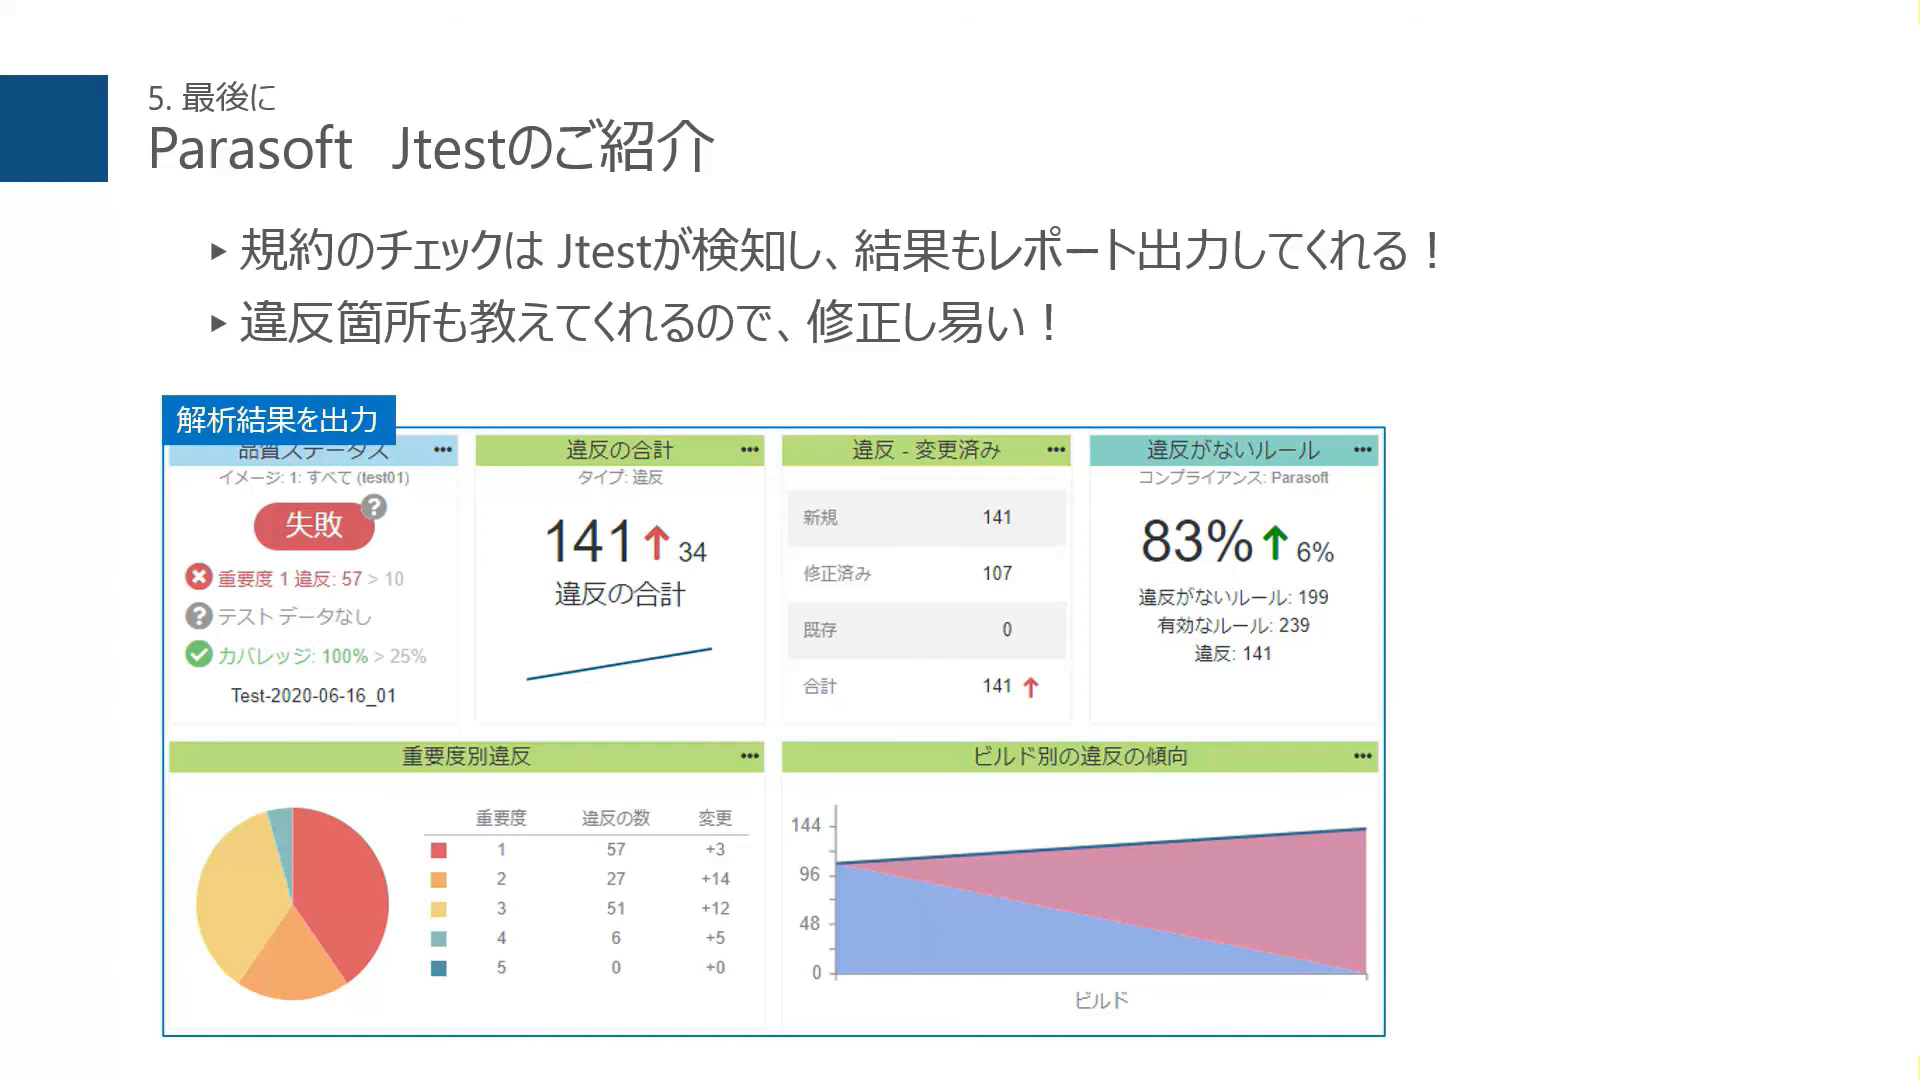 5. 最後に
Parasoft Jtestのご紹介
▸ 規約のチェックは Jtestが検知し、結果もレポート出力してくれる！
▸ 違反箇所も教えてくれるので、修正し易い！
解析結果を出力
品質ステータス •••
イメージ: 1: すべて (test01)
失敗 ?
重要度 1 違反: 57 > 10
? テスト データなし
カバレッジ: 100% > 25%
Test-2020-06-16_01
違反の合計 •••
タイプ: 違反
141 ↑ 34
違反の合計
違反 - 変更済み •••
新規 141
修正済み 107
既存 0
合計 141 ↑
違反がないルール •••
コンプライアンス: Parasoft
83% ↑ 6%
違反がないルール: 199
有効なルール: 239
違反: 141
重要度別違反 •••
重要度 違反の数 変更
1 57 +3
2 27 +14
3 51 +12
4 6 +5
5 0 +0
ビルド別の違反の傾向 •••
144
96
48
0
ビルド